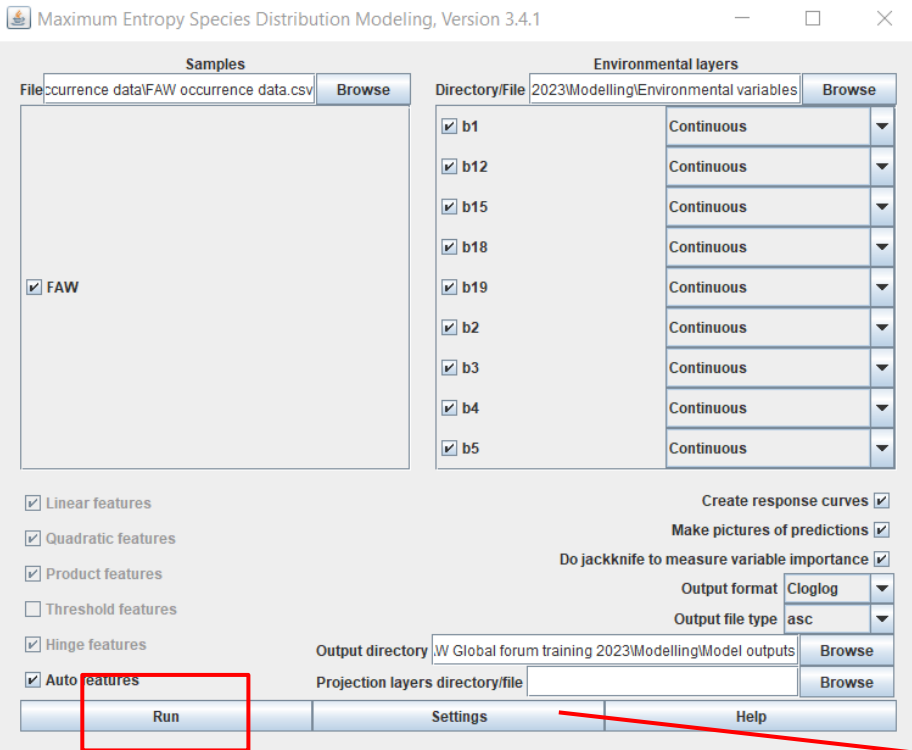 Maximum Entropy Species Distribution Modeling, Version 3.4.1
Samples
File ccurrence data\FAW occurrence data.csv Browse
FAW
Environmental layers
Directory/File 2023\Modelling\Environmental variables Browse
b1 Continuous
b12 Continuous
b15 Continuous
b18 Continuous
b19 Continuous
b2 Continuous
b3 Continuous
b4 Continuous
b5 Continuous
Linear features
Quadratic features
Product features
Threshold features
Hinge features
Auto features
Create response curves
Make pictures of predictions
Do jackknife to measure variable importance
Output format Cloglog
Output file type asc
Output directory .W Global forum training 2023\Modelling\Model outputs Browse
Projection layers directory/file Browse
Run Settings Help